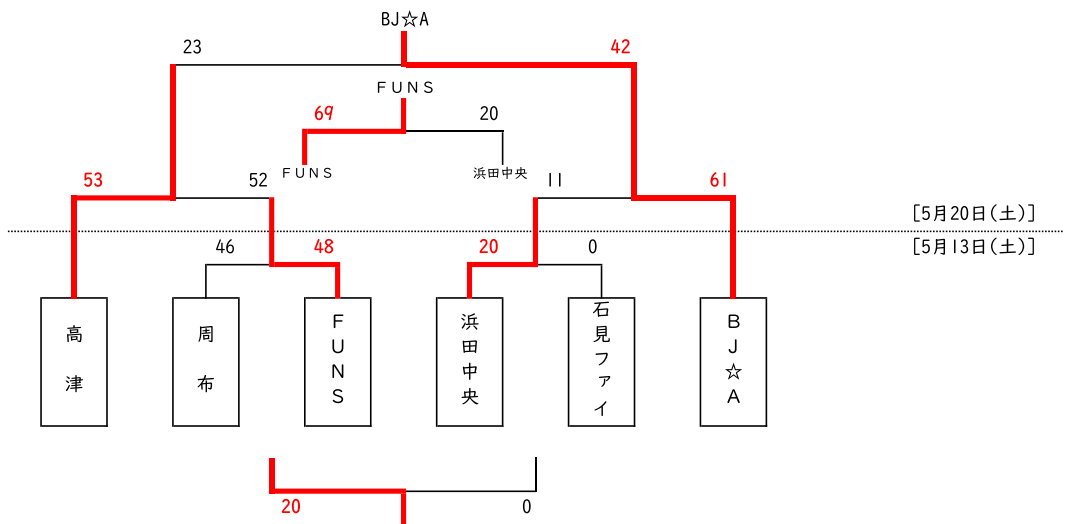 BJ☆A
23 42
FUNS
69 20
FUNS 浜田中央
53 52 11 61
[5月20日(土)]
[5月13日(土)]
46 48 20 0
高津
周布
FUNS
浜田中央
石見ファイ
BJ☆A
20 0